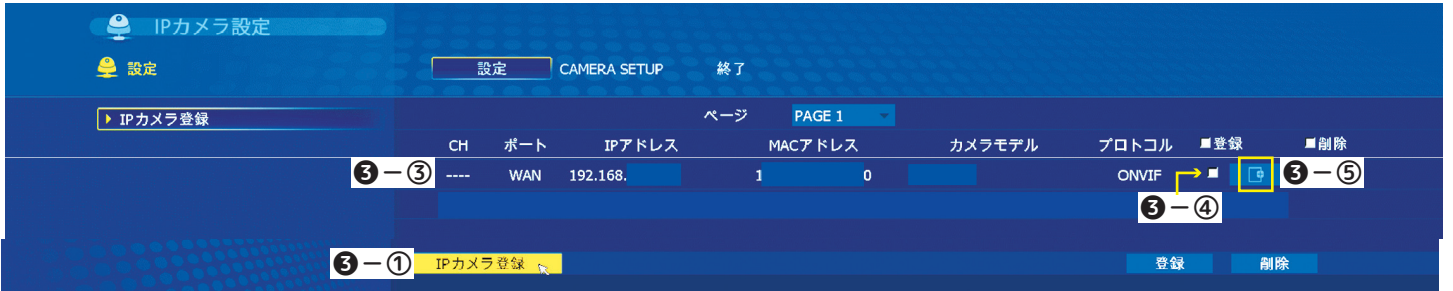 IPカメラ設定
設定
設定 CAMERA SETUP 終了
IPカメラ登録
ページ PAGE 1
CH ポート IPアドレス MACアドレス カメラモデル プロトコル 登録 削除
❸－③ ---- WAN 192.168. 1 0 ONVIF ❸－⑤
❸－④
❸－① IPカメラ登録 登録 削除